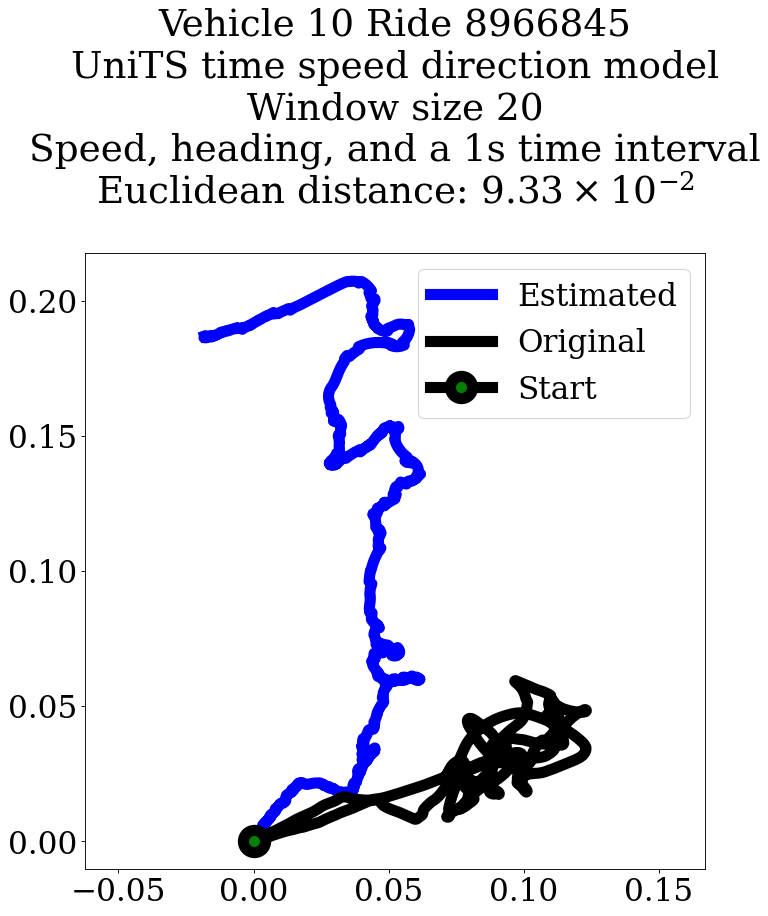 Vehicle 10 Ride 8966845
UniTS time speed direction model
Window size 20
Speed, heading, and a 1s time interval
Euclidean distance: 9.33 × 10⁻²
Estimated
Original
Start
0.20
0.15
0.10
0.05
0.00
−0.05 0.00 0.05 0.10 0.15